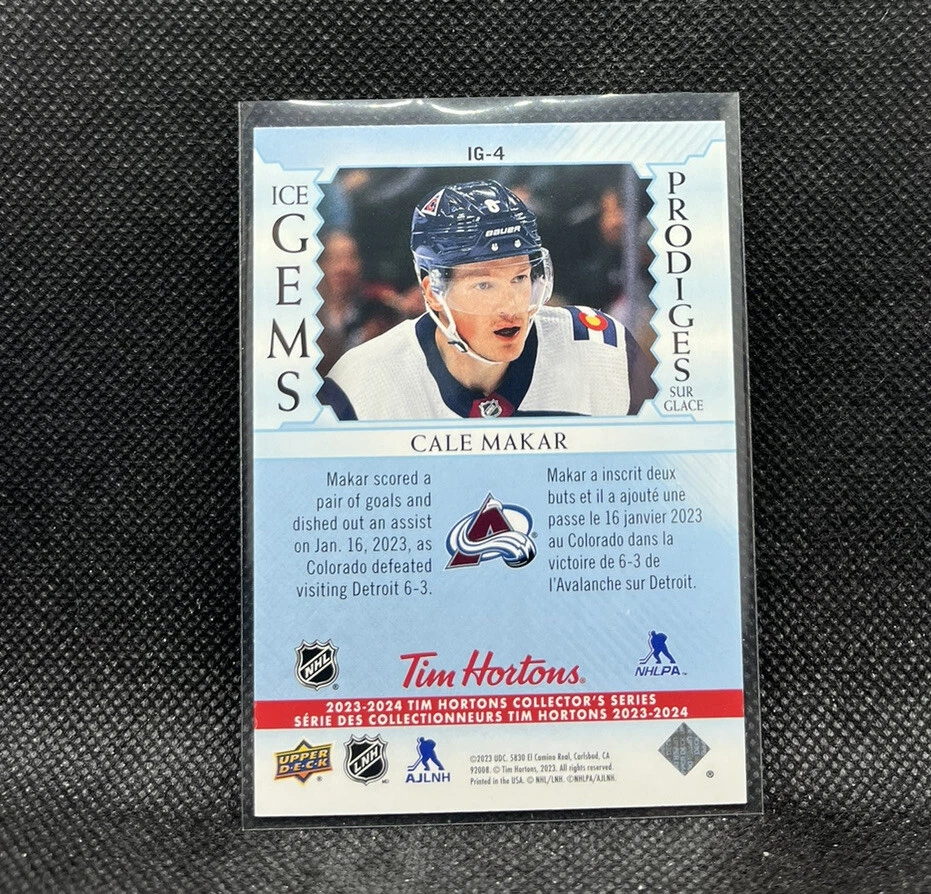 IG-4
ICE
GEMS
PRODIGES
SUR
GLACE
8
BAUER
CALE MAKAR
Makar scored a
pair of goals and
dished out an assist
on Jan. 16, 2023, as
Colorado defeated
visiting Detroit 6-3.
A
Makar a inscrit deux
buts et il a ajouté une
passe le 16 janvier 2023
au Colorado dans la
victoire de 6-3 de
l'Avalanche sur Detroit.
NHL
®
Tim Hortons®
NHLPA™
2023-2024 TIM HORTONS COLLECTOR'S SERIES
SÉRIE DES COLLECTIONNEURS TIM HORTONS 2023-2024
UPPER
DECK
®
LNH
MD
AJLNH
©2023 UDC. 5830 El Camino Real, Carlsbad, CA
92008. © Tim Hortons, 2023. All rights reserved.
Printed in the USA. © NHL/LNH. ©NHLPA/AJLNH.
®